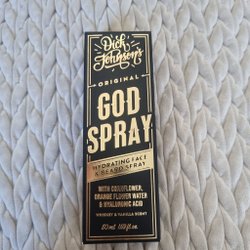 Dick
Johnson's
ORIGINAL
GOD
SPRAY
HYDRATING FACE
& BEARD SPRAY
WITH CORNFLOWER,
ORANGE FLOWER WATER
& HYALURONIC ACID
WHISKEY & VANILLA SCENT